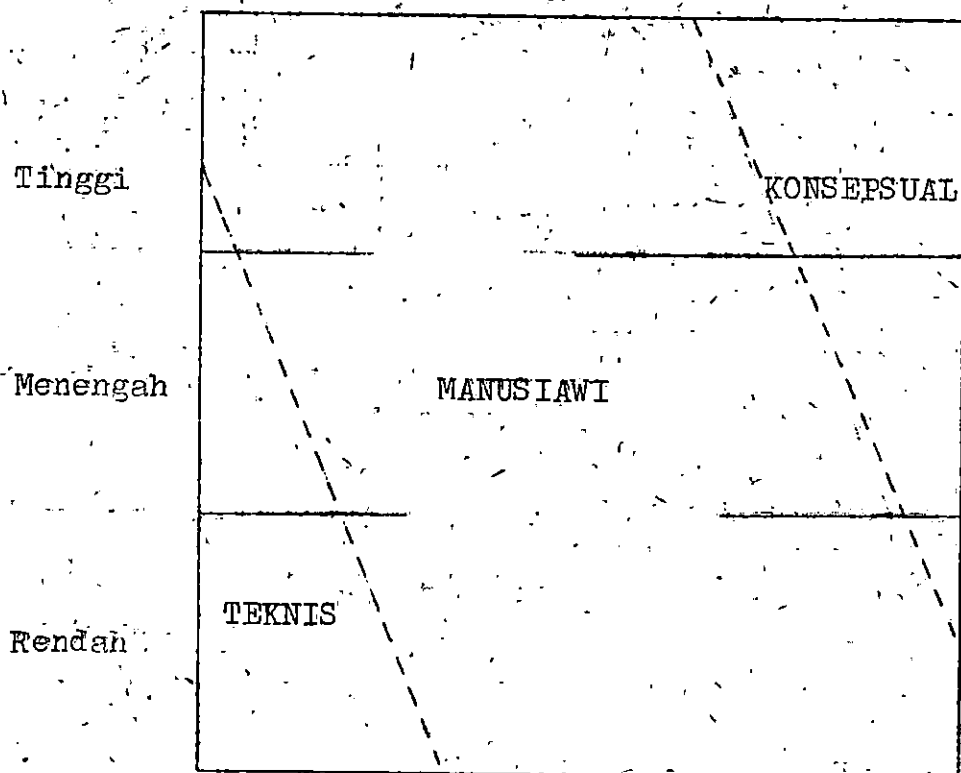 Tinggi
KONSEPSUAL
Menengah
MANUSIAWI
TEKNIS
Rendah